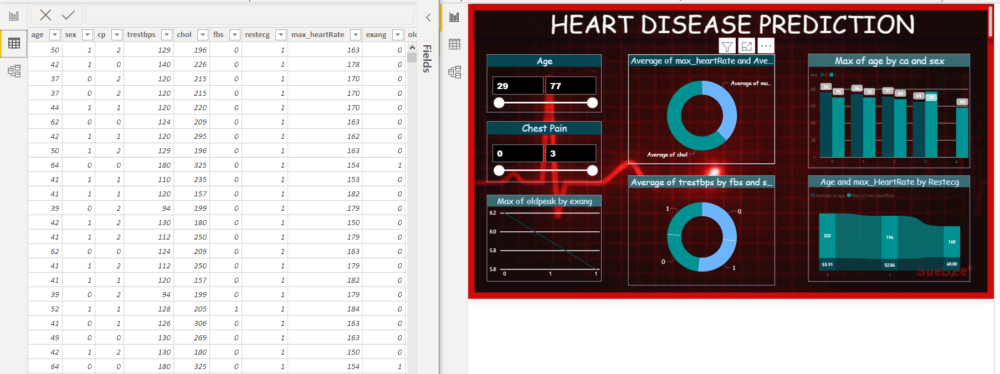 age sex cp trestbps chol fbs restecg max_heartRate exang old
50 1 2 129 196 0 1 163 0
42 1 0 140 226 0 1 178 0
37 0 2 120 215 0 1 170 0
37 0 2 120 215 0 1 170 0
44 1 1 120 220 0 1 170 0
62 0 0 124 209 0 1 163 0
42 1 1 120 295 0 1 162 0
50 1 2 129 196 0 1 163 0
64 0 0 180 325 0 1 154 1
41 1 1 110 235 0 1 153 0
41 1 1 120 157 0 1 182 0
39 0 2 94 199 0 1 179 0
42 1 2 130 180 0 1 150 0
41 1 2 112 250 0 1 179 0
62 0 0 124 209 0 1 163 0
41 1 2 112 250 0 1 179 0
41 1 1 120 157 0 1 182 0
39 0 2 94 199 0 1 179 0
52 1 1 128 205 1 1 184 0
41 0 1 126 306 0 1 163 0
49 0 0 130 269 0 1 163 0
42 1 2 130 180 0 1 150 0
64 0 0 180 325 0 1 154 1
Fields
HEART DISEASE PREDICTION
Age
29 77
Chest Pain
0 3
Max of oldpeak by exang
6.2
6.0
5.8
5.6
0 1 1
Average of max_heartRate and Ave...
Average of ma...
Average of chol
Average of trestbps by fbs and s...
1 0
0 1
Max of age by ca and sex
sex 0 1
80
60
40
20
0
76 70 74 70 71 68 65 77 58
0 1 2 3 4
Age and max_HeartRate by Restecg
Average of age Max of max_heartRate
202 194 140
55.91 52.84 60.00
0 1 2
SueBee*